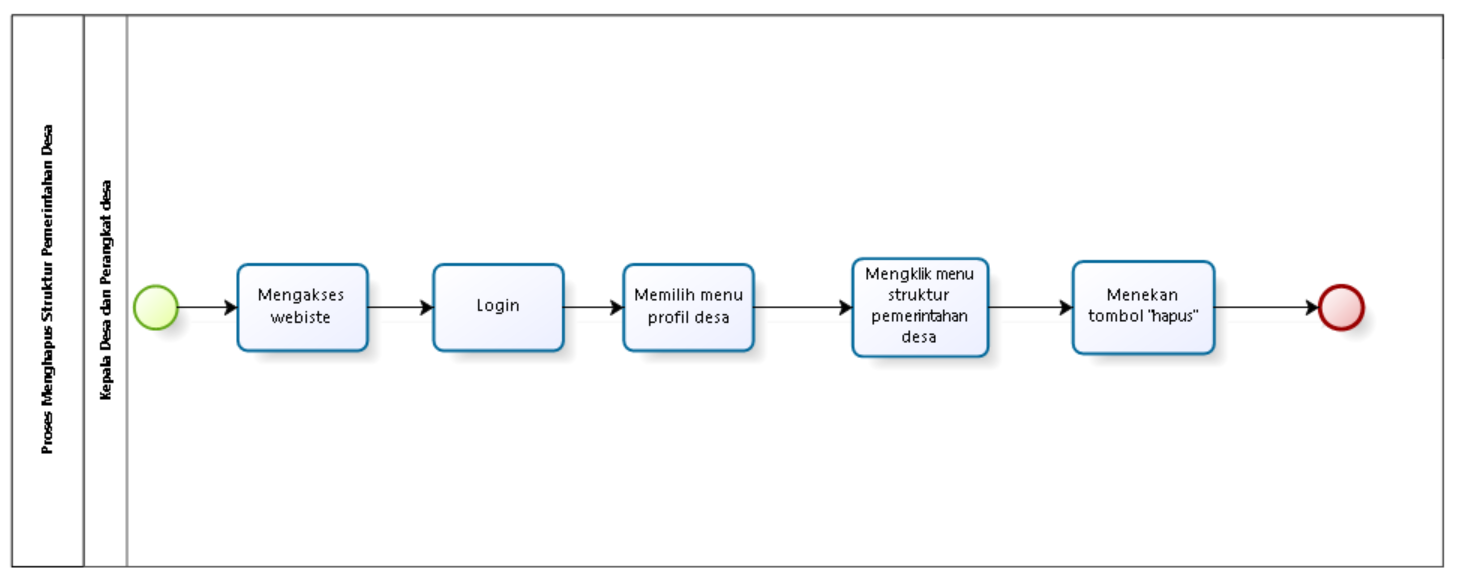 Proses Menghapus Struktur Pemerintahan Desa
Kepala Desa dan Perangkat desa
Mengakses
webiste
Login
Memilih menu
profil desa
Mengklik menu
struktur
pemerintahan
desa
Menekan
tombol "hapus"